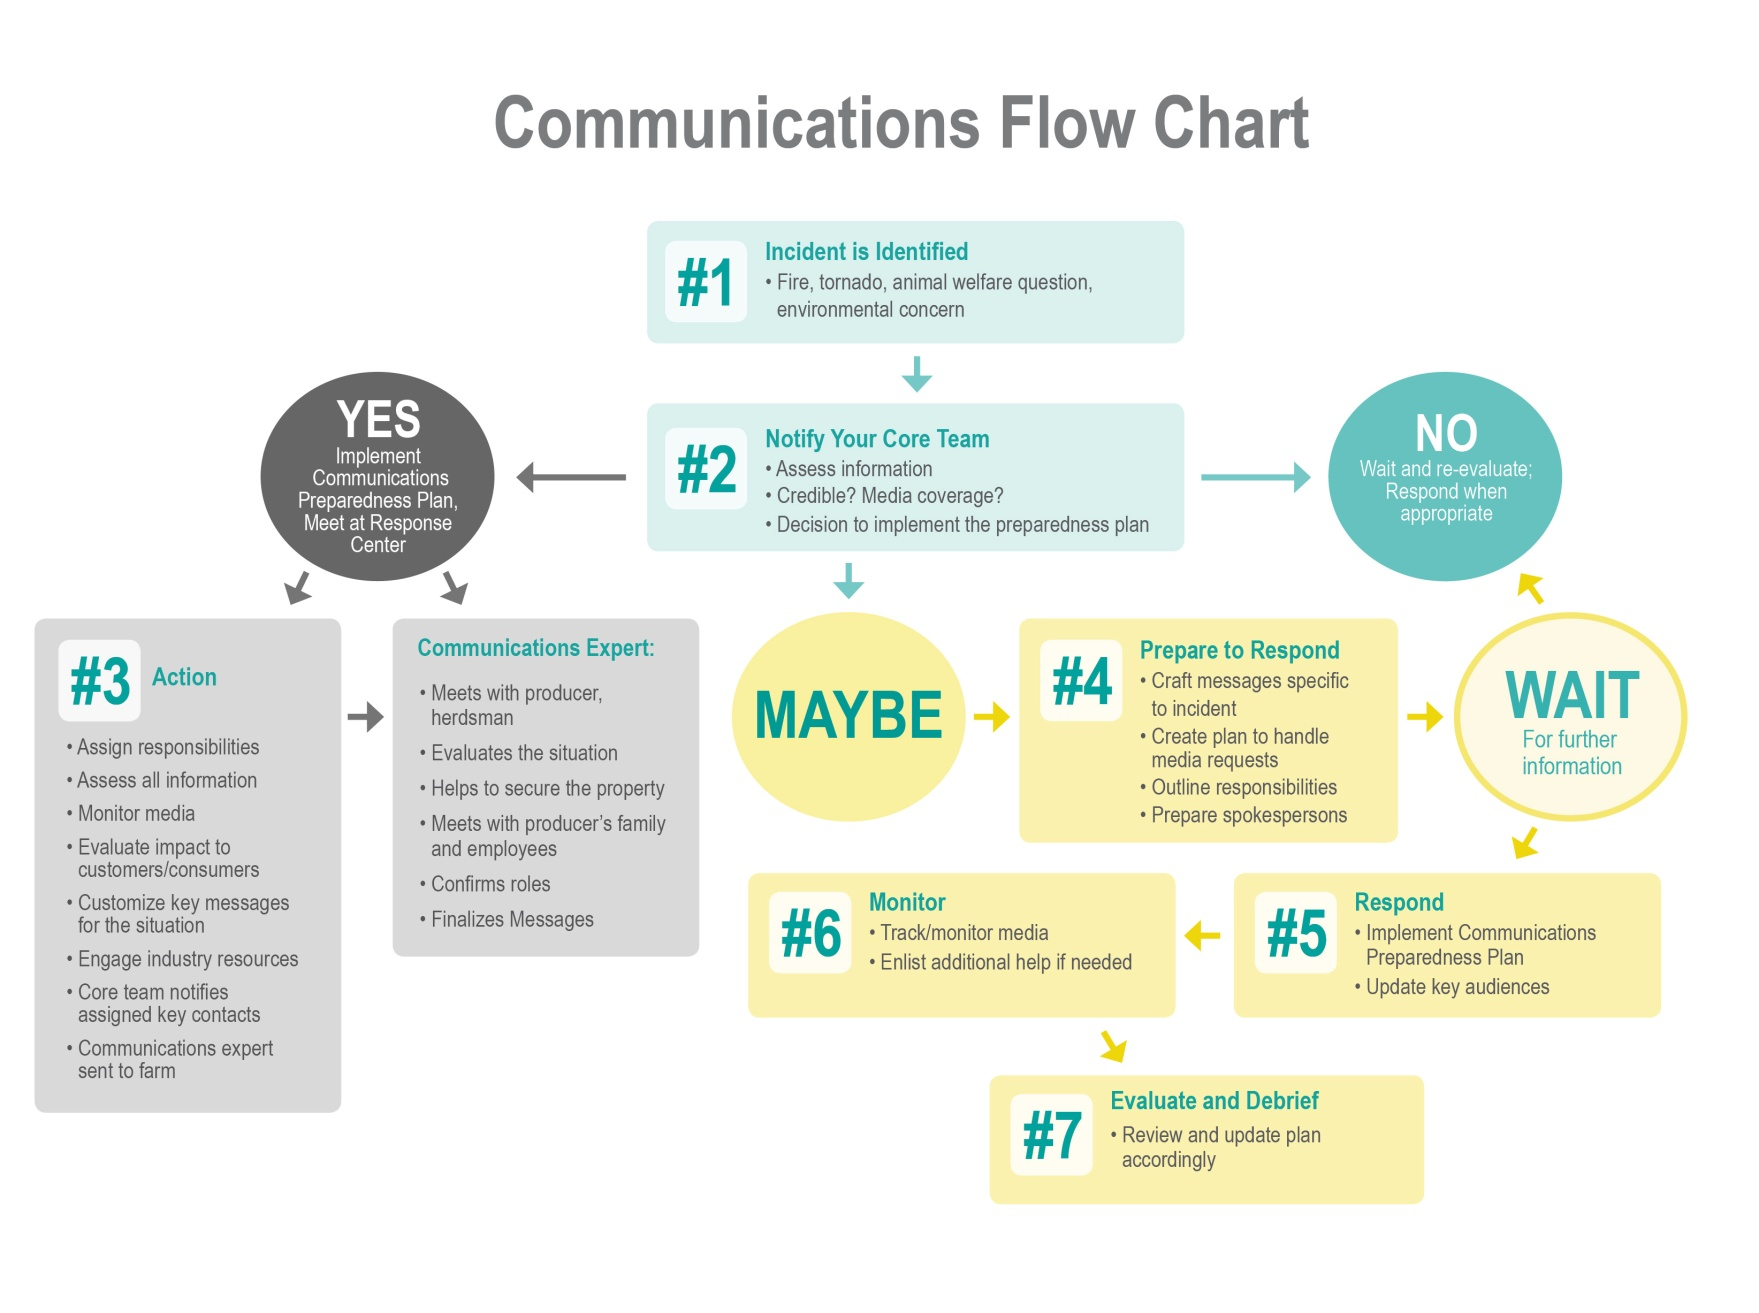 Communications Flow Chart
#1
Incident is Identified
• Fire, tornado, animal welfare question,
environmental concern
#2
Notify Your Core Team
• Assess information
• Credible? Media coverage?
• Decision to implement the preparedness plan
YES
Implement
Communications
Preparedness Plan,
Meet at Response
Center
NO
Wait and re-evaluate;
Respond when
appropriate
#3
Action
• Assign responsibilities
• Assess all information
• Monitor media
• Evaluate impact to
customers/consumers
• Customize key messages
for the situation
• Engage industry resources
• Core team notifies
assigned key contacts
• Communications expert
sent to farm
Communications Expert:
• Meets with producer,
herdsman
• Evaluates the situation
• Helps to secure the property
• Meets with producer’s family
and employees
• Confirms roles
• Finalizes Messages
MAYBE
#4
Prepare to Respond
• Craft messages specific
to incident
• Create plan to handle
media requests
• Outline responsibilities
• Prepare spokespersons
WAIT
For further
information
#5
Respond
• Implement Communications
Preparedness Plan
• Update key audiences
#6
Monitor
• Track/monitor media
• Enlist additional help if needed
#7
Evaluate and Debrief
• Review and update plan
accordingly